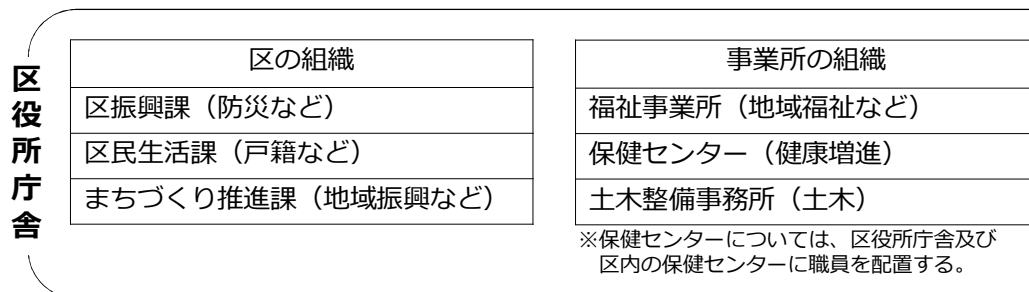 区役所庁舎
区の組織
区振興課（防災など）
区民生活課（戸籍など）
まちづくり推進課（地域振興など）
事業所の組織
福祉事業所（地域福祉など）
保健センター（健康増進）
土木整備事務所（土木）
※保健センターについては、区役所庁舎及び
区内の保健センターに職員を配置する。